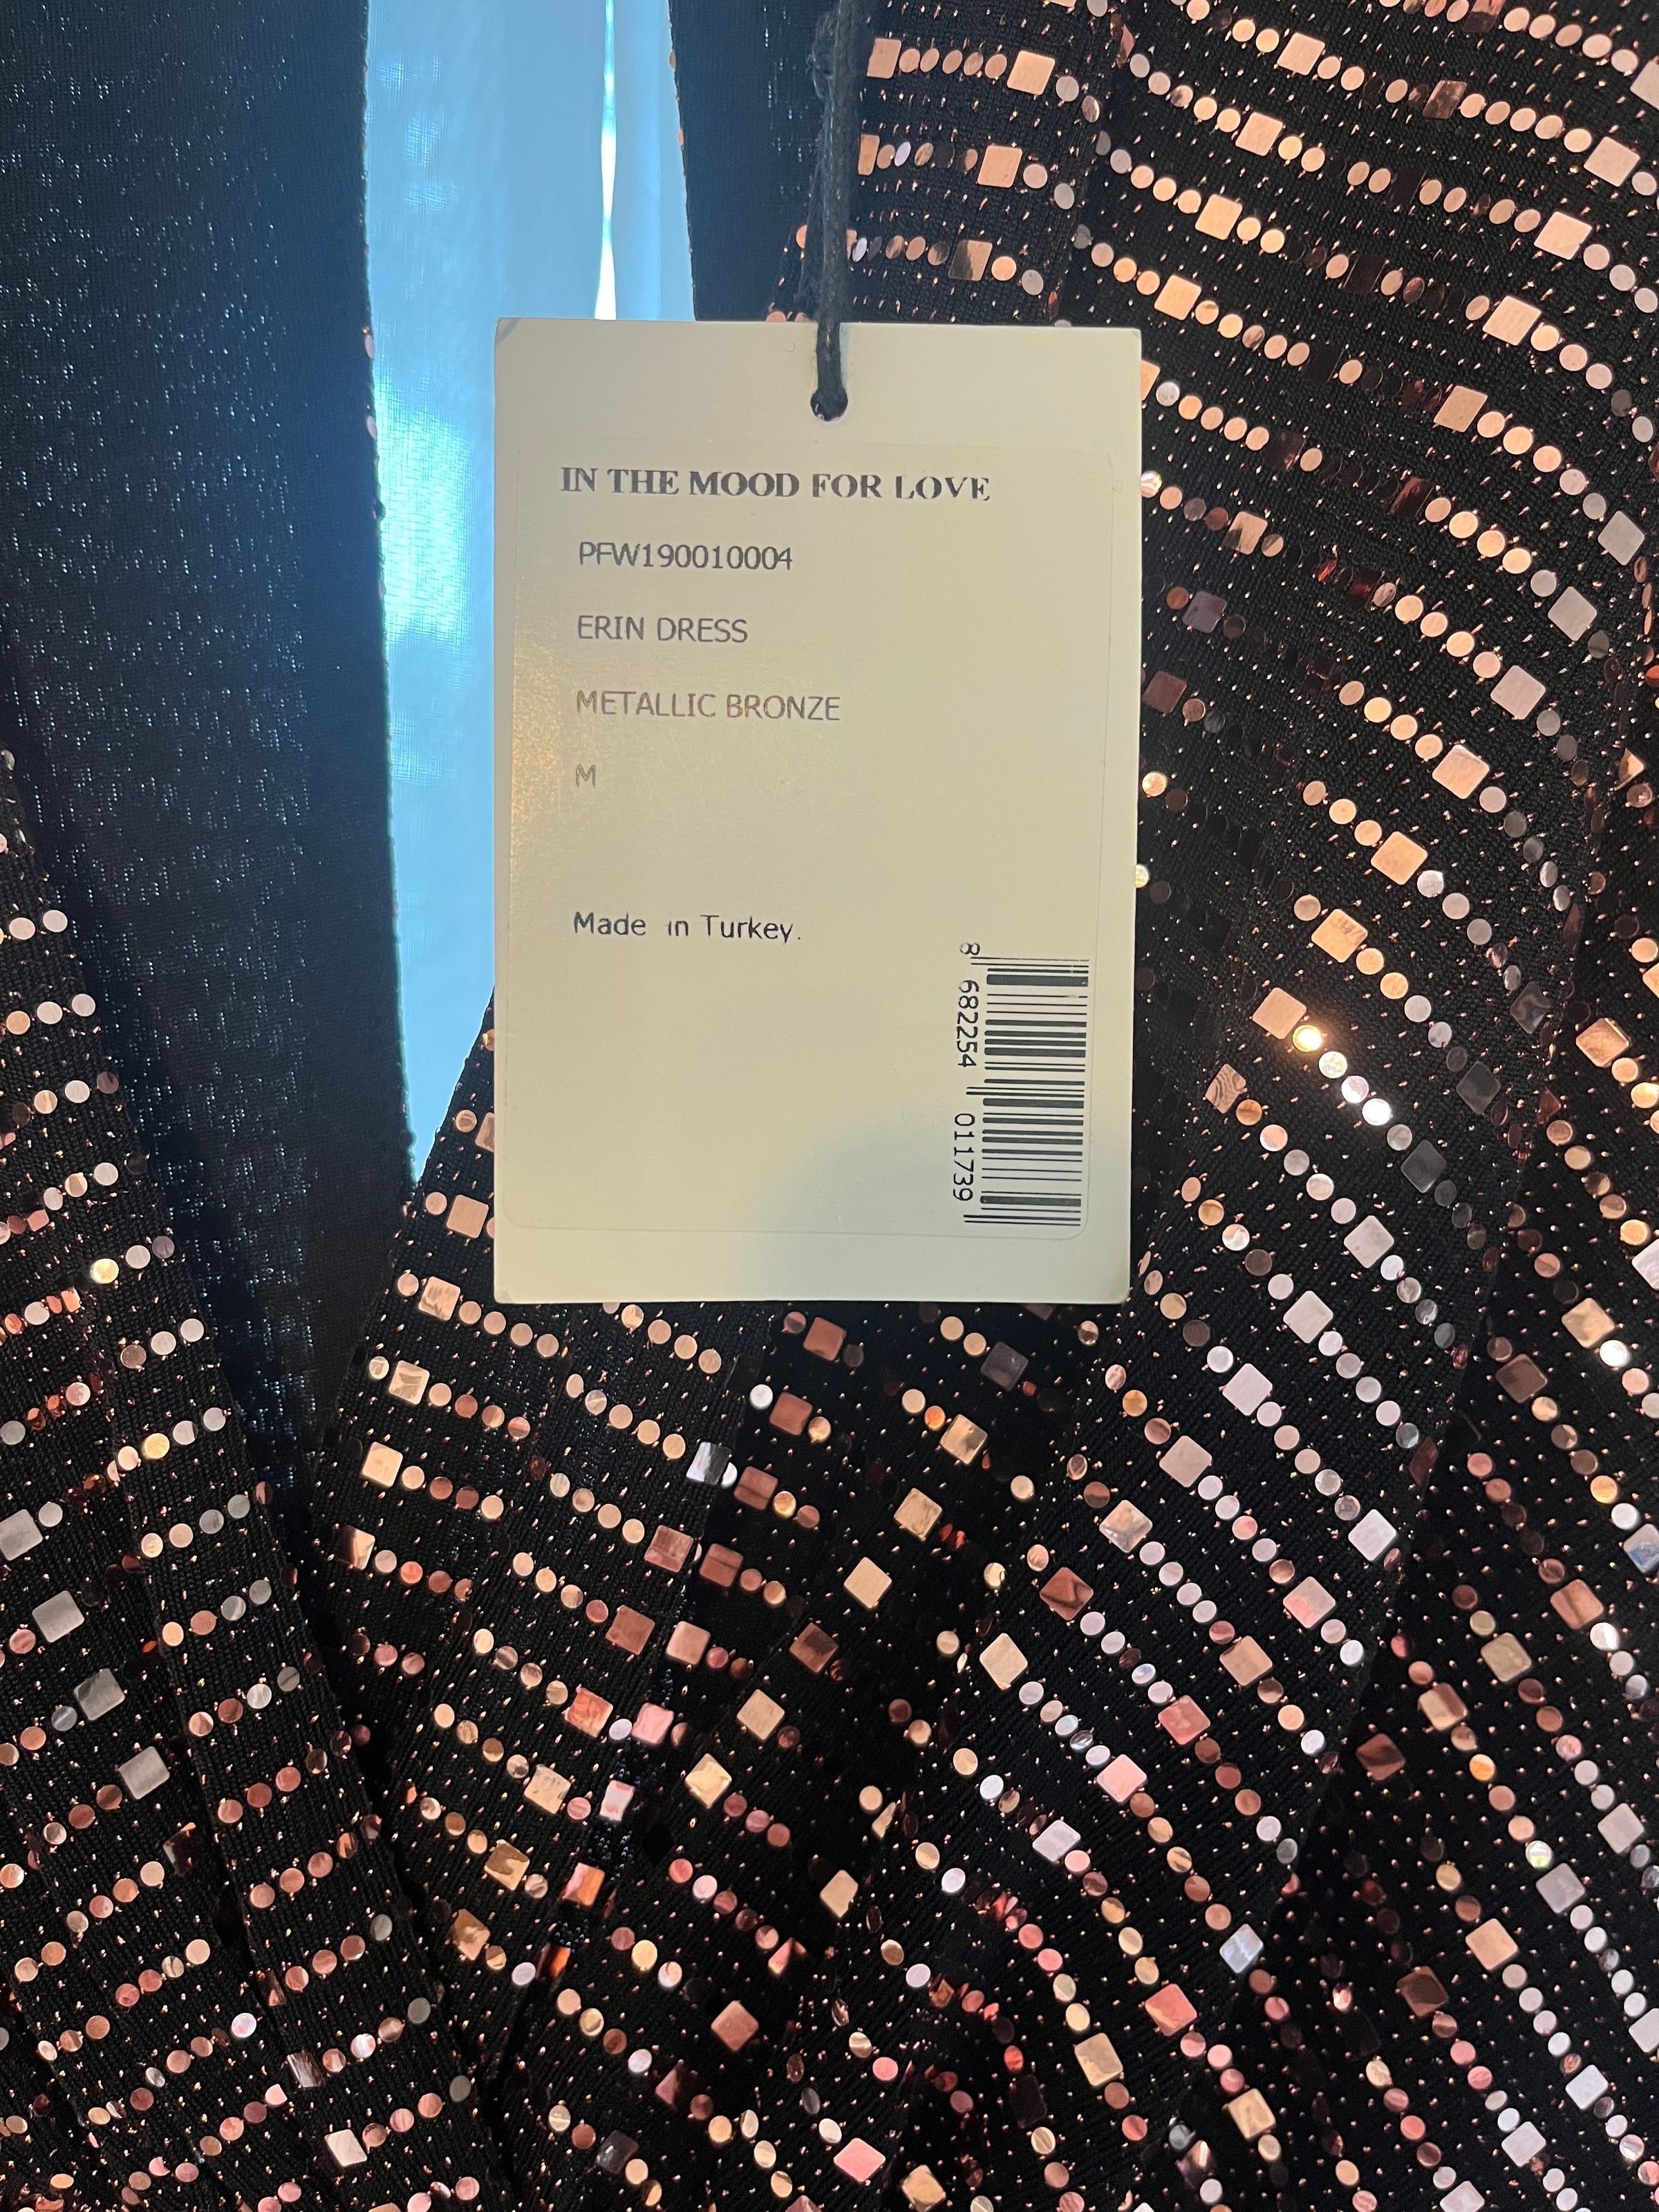 IN THE MOOD FOR LOVE
PFW190010004
ERIN DRESS
METALLIC BRONZE
M
Made in Turkey.
8 682254 011739